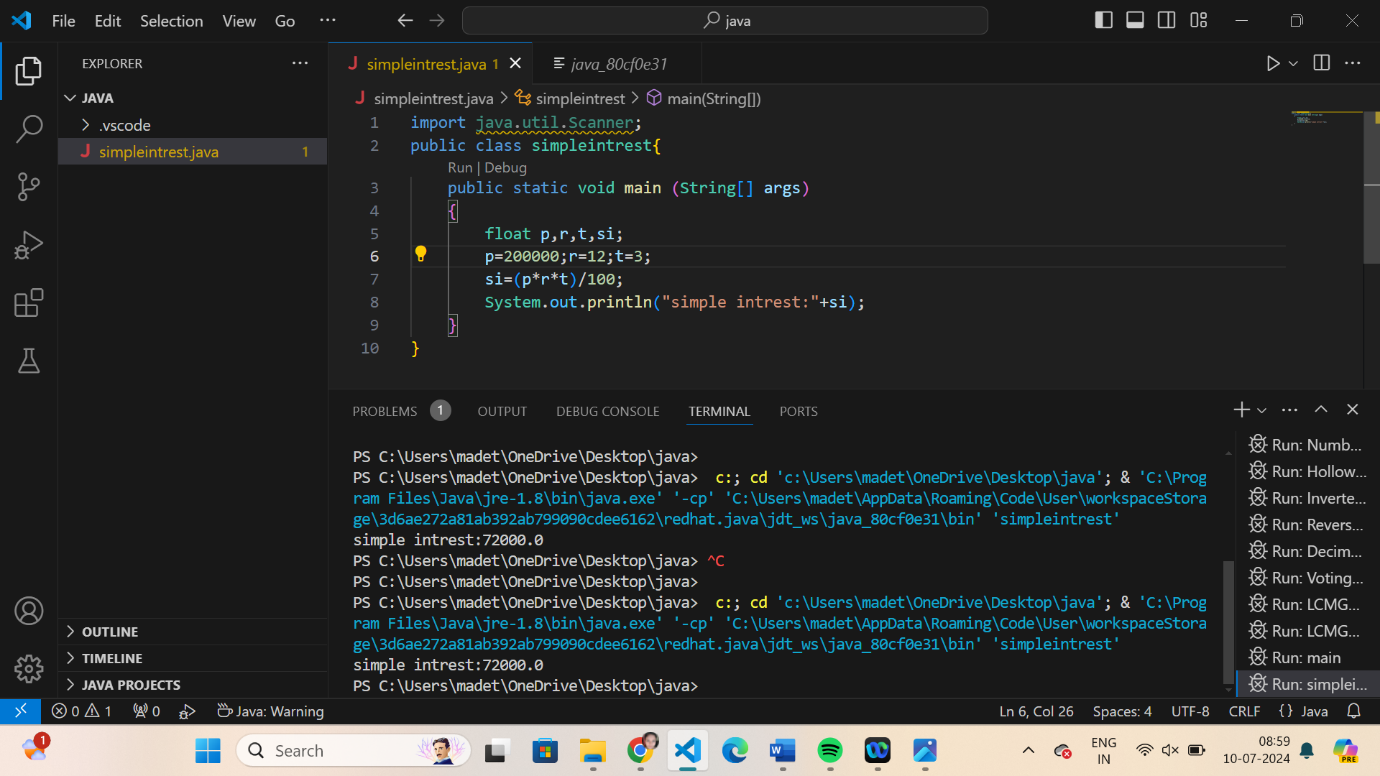 File Edit Selection View Go ··· java
EXPLORER ···
JAVA
.vscode
simpleintrest.java 1
OUTLINE
TIMELINE
JAVA PROJECTS
simpleintrest.java 1 java_80cf0e31
simpleintrest.java > simpleintrest > main(String[])
1 import java.util.Scanner;
2 public class simpleintrest{
Run | Debug
3 public static void main (String[] args)
4 {
5 float p,r,t,si;
6 p=200000;r=12;t=3;
7 si=(p*r*t)/100;
8 System.out.println("simple intrest:"+si);
9 }
10 }
PROBLEMS 1 OUTPUT DEBUG CONSOLE TERMINAL PORTS
PS C:\Users\madet\OneDrive\Desktop\java>
PS C:\Users\madet\OneDrive\Desktop\java>  c:; cd 'c:\Users\madet\OneDrive\Desktop\java'; & 'C:\Prog
ram Files\Java\jre-1.8\bin\java.exe' '-cp' 'C:\Users\madet\AppData\Roaming\Code\User\workspaceStora
ge\3d6ae272a81ab392ab799090cdee6162\redhat.java\jdt_ws\java_80cf0e31\bin' 'simpleintrest'
simple intrest:72000.0
PS C:\Users\madet\OneDrive\Desktop\java> ^C
PS C:\Users\madet\OneDrive\Desktop\java>
PS C:\Users\madet\OneDrive\Desktop\java>  c:; cd 'c:\Users\madet\OneDrive\Desktop\java'; & 'C:\Prog
ram Files\Java\jre-1.8\bin\java.exe' '-cp' 'C:\Users\madet\AppData\Roaming\Code\User\workspaceStora
ge\3d6ae272a81ab392ab799090cdee6162\redhat.java\jdt_ws\java_80cf0e31\bin' 'simpleintrest'
simple intrest:72000.0
PS C:\Users\madet\OneDrive\Desktop\java>
Run: Numb...
Run: Hollow...
Run: Inverte...
Run: Revers...
Run: Decim...
Run: Voting...
Run: LCMG...
Run: LCMG...
Run: main
Run: simplei...
0 1 0 Java: Warning Ln 6, Col 26 Spaces: 4 UTF-8 CRLF {} Java
1 Search ENG 08:59
IN 10-07-2024 PRE